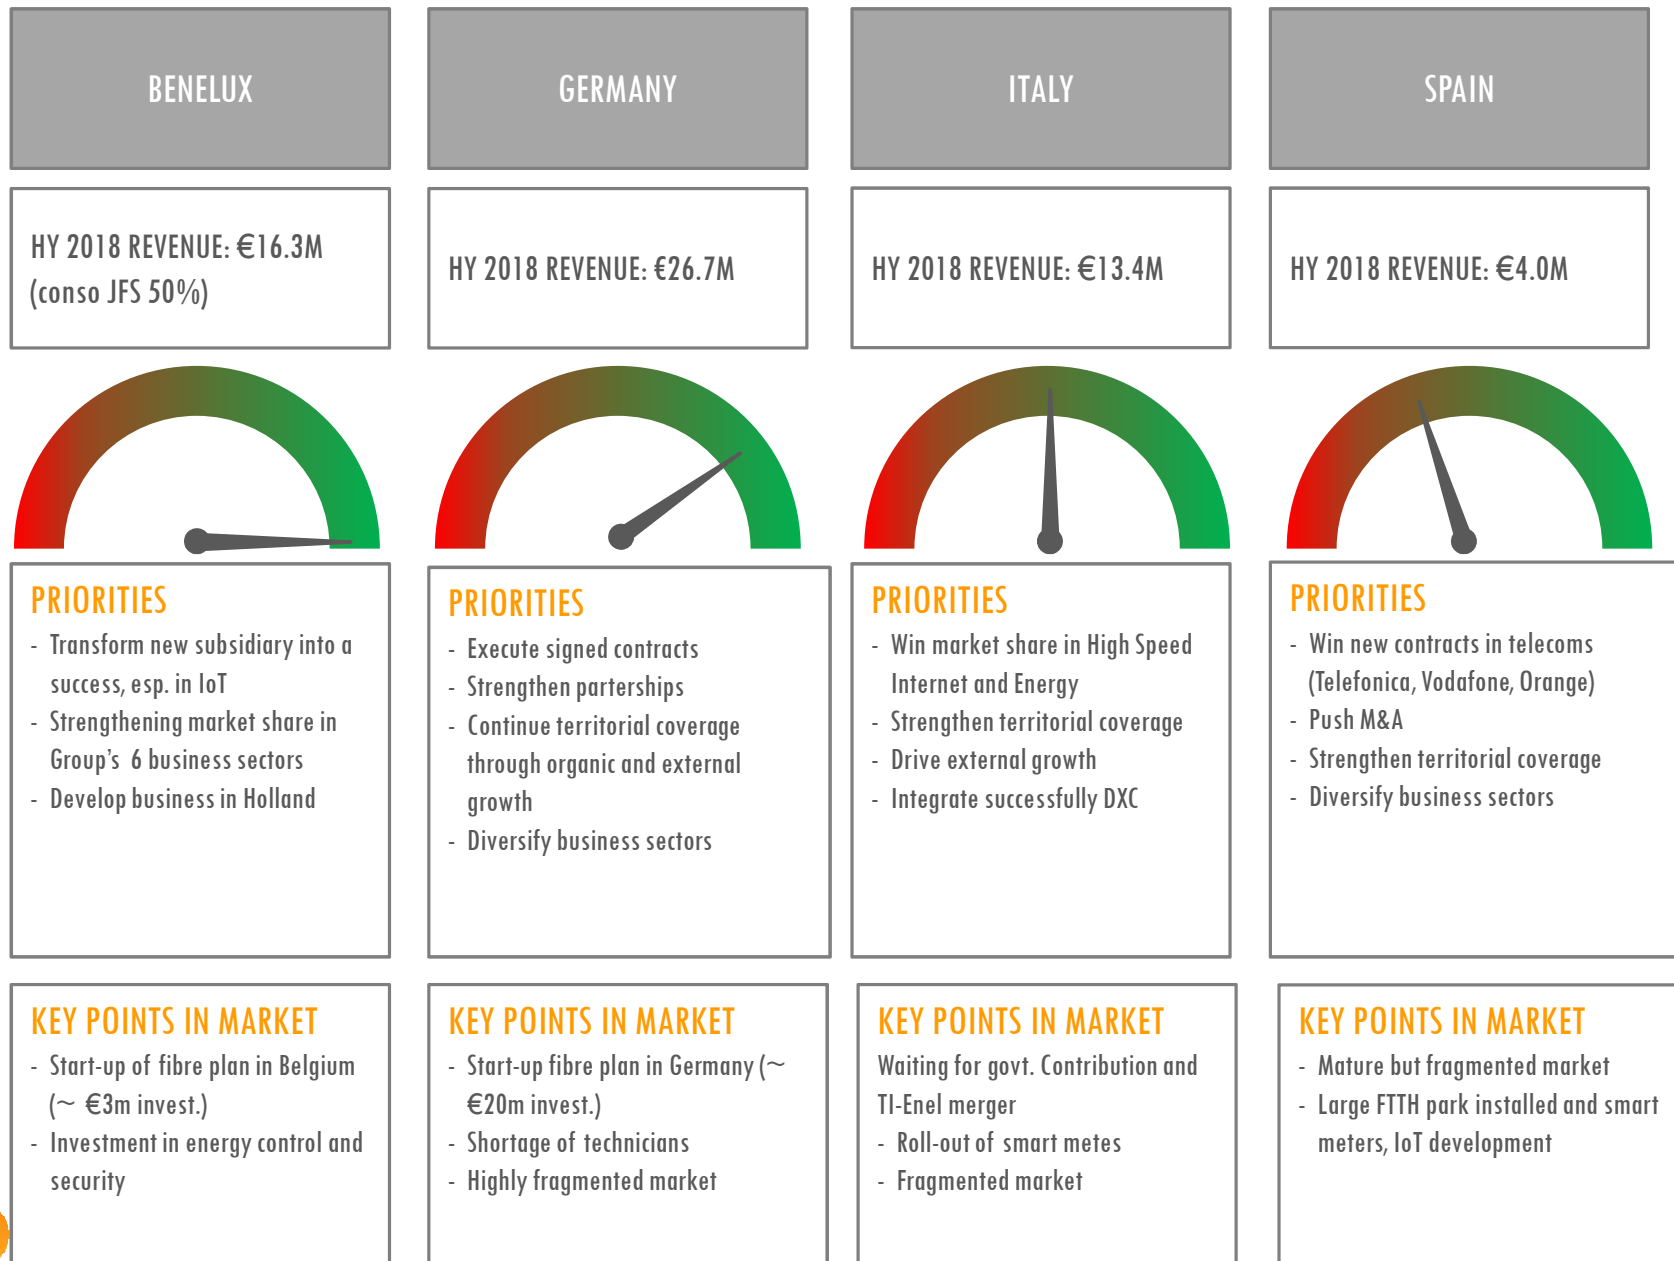 BENELUX
HY 2018 REVENUE: €16.3M
(conso JFS 50%)
PRIORITIES
- Transform new subsidiary into a
success, esp. in IoT
- Strengthening market share in
Group's 6 business sectors
- Develop business in Holland
KEY POINTS IN MARKET
- Start-up of fibre plan in Belgium
(~ €3m invest.)
- Investment in energy control and
security
GERMANY
HY 2018 REVENUE: €26.7M
PRIORITIES
- Execute signed contracts
- Strengthen parterships
- Continue territorial coverage
through organic and external
growth
- Diversify business sectors
KEY POINTS IN MARKET
- Start-up fibre plan in Germany (~
€20m invest.)
- Shortage of technicians
- Highly fragmented market
ITALY
HY 2018 REVENUE: €13.4M
PRIORITIES
- Win market share in High Speed
Internet and Energy
- Strengthen territorial coverage
- Drive external growth
- Integrate successfully DXC
KEY POINTS IN MARKET
Waiting for govt. Contribution and
TI-Enel merger
- Roll-out of smart metes
- Fragmented market
SPAIN
HY 2018 REVENUE: €4.0M
PRIORITIES
- Win new contracts in telecoms
(Telefonica, Vodafone, Orange)
- Push M&A
- Strengthen territorial coverage
- Diversify business sectors
KEY POINTS IN MARKET
- Mature but fragmented market
- Large FTTH park installed and smart
meters, IoT development